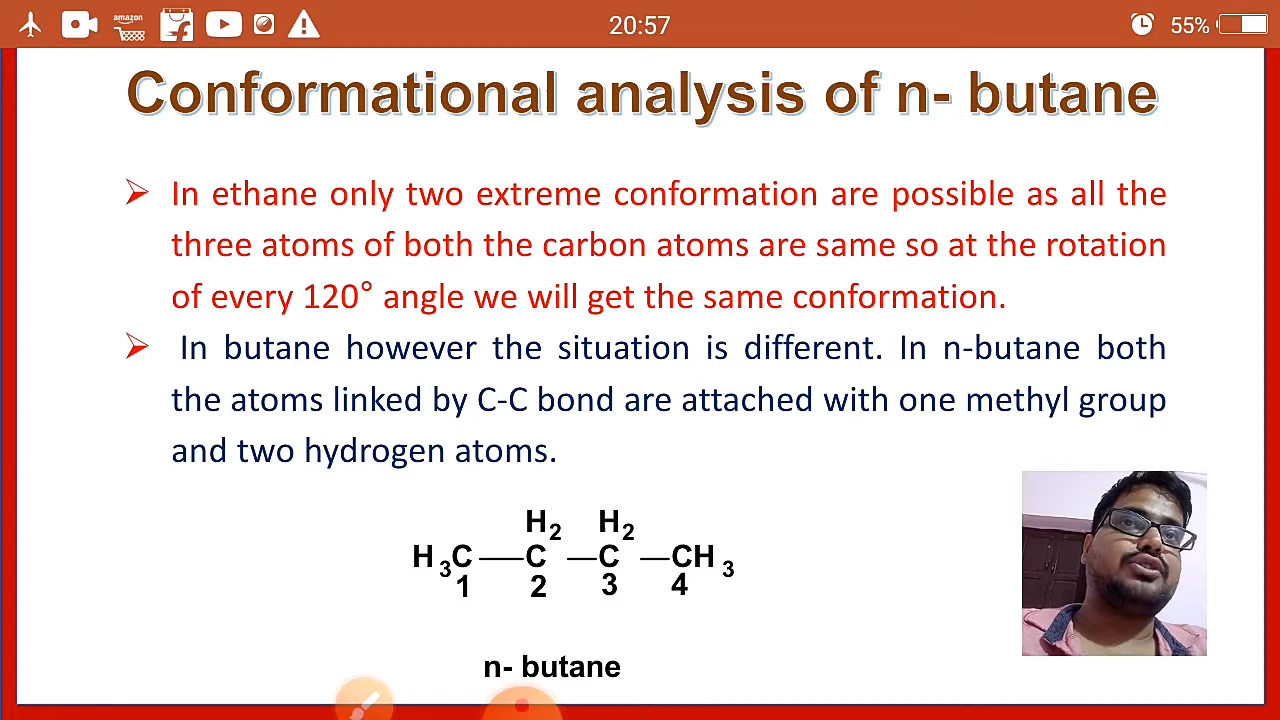 amazon
20:57
55%
Conformational analysis of n- butane
➢ In ethane only two extreme conformation are possible as all the
three atoms of both the carbon atoms are same so at the rotation
of every 120° angle we will get the same conformation.
➢ In butane however the situation is different. In n-butane both
the atoms linked by C-C bond are attached with one methyl group
and two hydrogen atoms.
H2 H2
H3C — C — C — CH3
1 2 3 4
n- butane